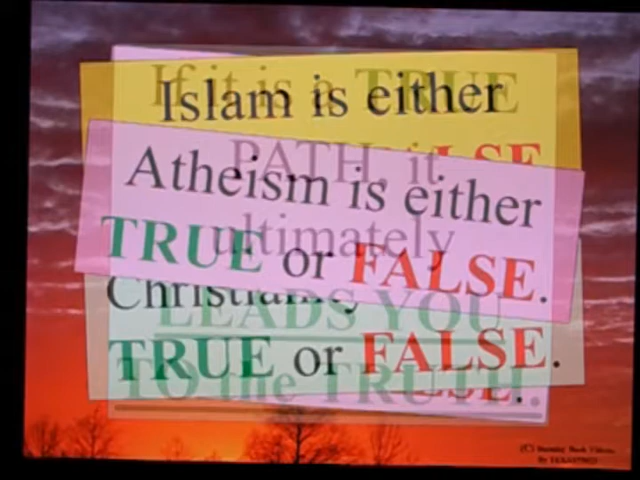 If it is a TRUE
Islam is either
PATH, it
Atheism is either
ultimately
TRUE or FALSE.
Christianity
LEADS YOU
TRUE or FALSE.
TO the TRUTH.